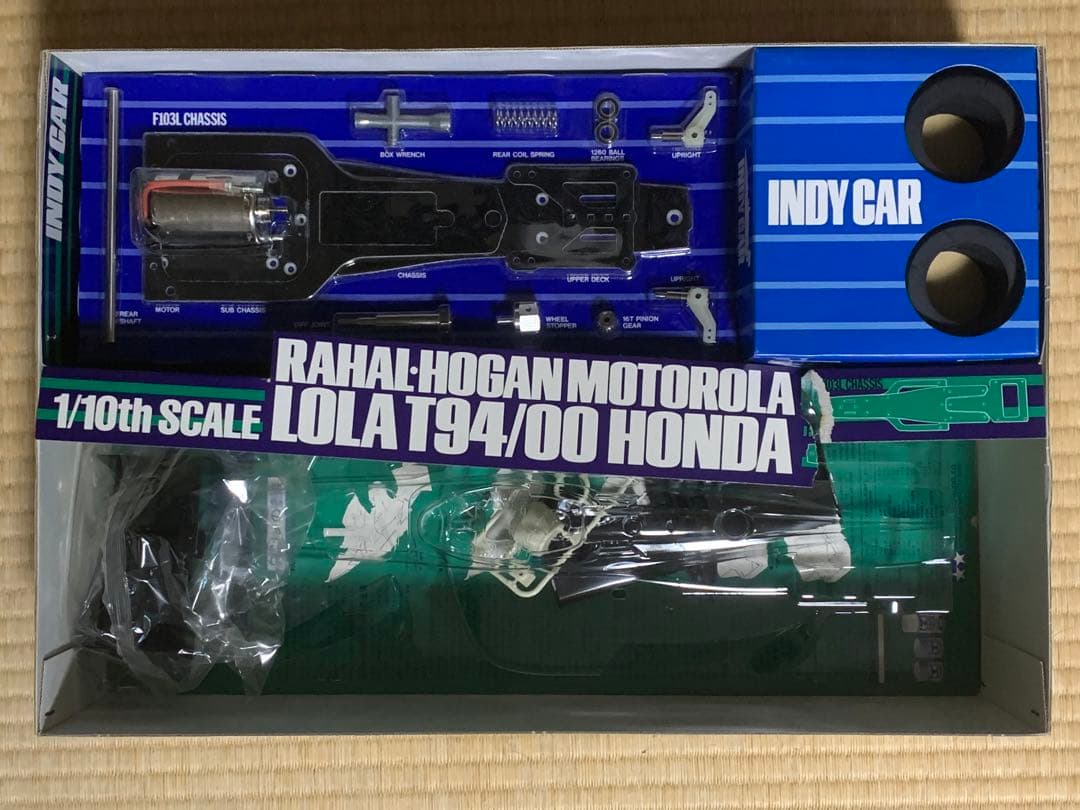 INDY CAR
F103L CHASSIS
BOX WRENCH
REAR COIL SPRING
1260 BALL
BEARINGS
UPRIGHT
INDY CAR
CHASSIS
UPPER DECK
UPRIGHT
REAR
SHAFT
MOTOR
SUB CHASSIS
DIFF JOINT
WHEEL
STOPPER
16T PINION
GEAR
RAHAL·HOGAN MOTOROLA
1/10th SCALE
LOLA T94/00 HONDA
103L CHASSIS